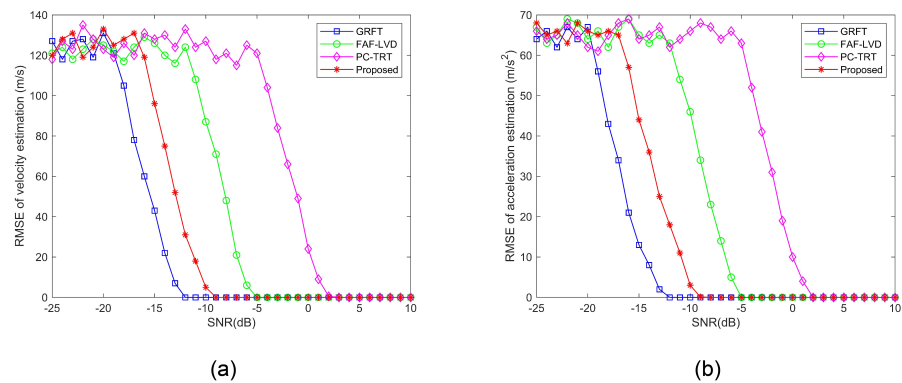 140
120
100
80
60
40
20
0
RMSE of velocity estimation (m/s)
-25 -20 -15 -10 -5 0 5 10
SNR(dB)
GRFT
FAF-LVD
PC-TRT
Proposed
(a)
70
60
50
40
30
20
10
0
RMSE of acceleration estimation (m/s²)
-25 -20 -15 -10 -5 0 5 10
SNR(dB)
GRFT
FAF-LVD
PC-TRT
Proposed
(b)